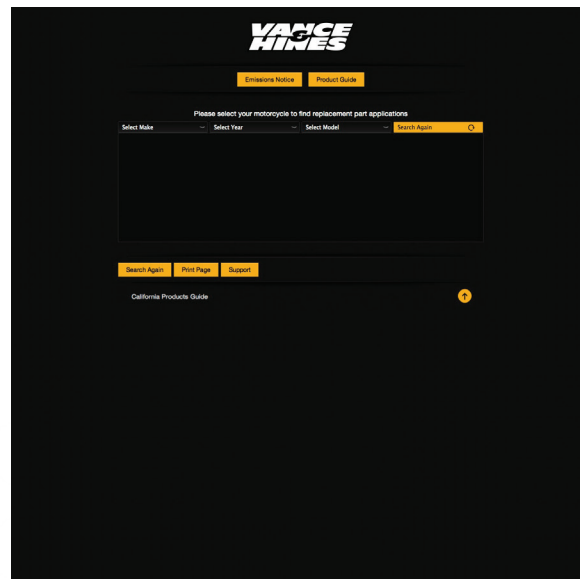 VANCE
& HINES
Emissions Notice Product Guide
Please select your motorcycle to find replacement part applications
Select Make Select Year Select Model Search Again
Search Again Print Page Support
California Products Guide